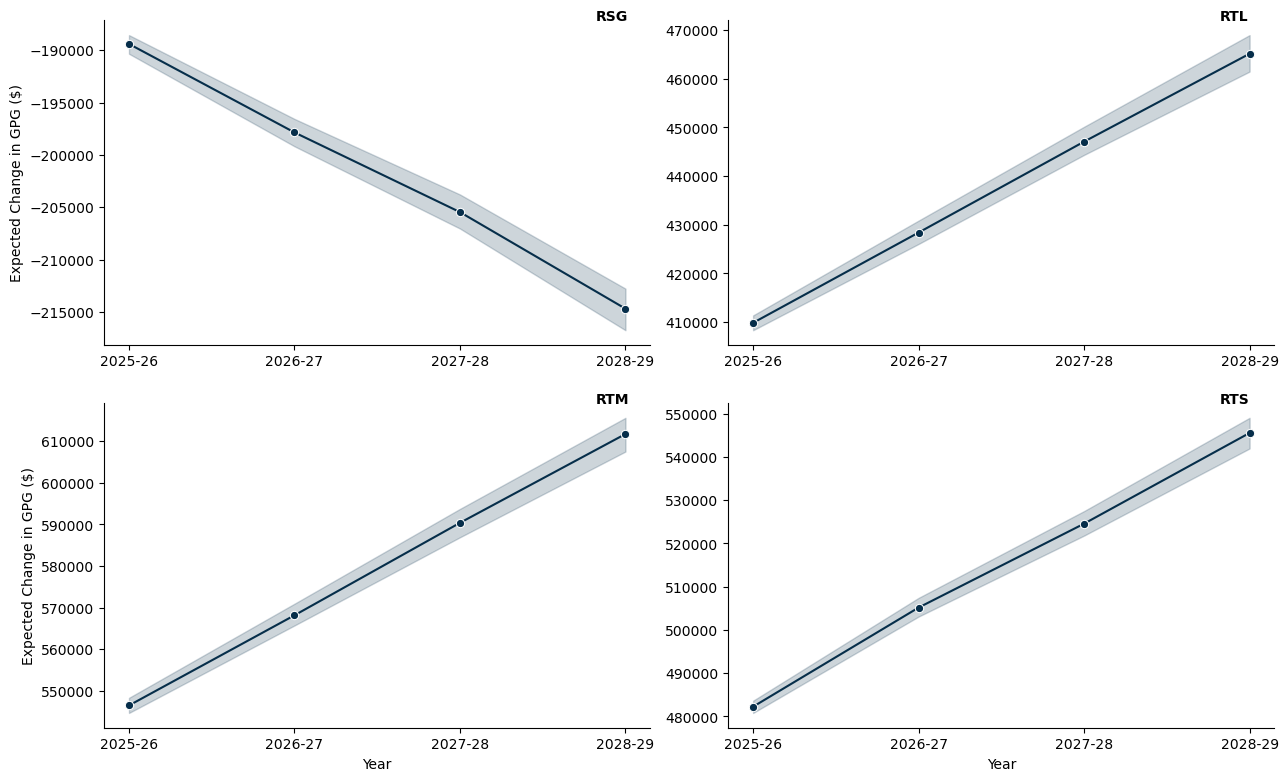 RSG
Expected Change in GPG ($)
−190000
−195000
−200000
−205000
−210000
−215000
2025-26 2026-27 2027-28 2028-29
RTL
470000
460000
450000
440000
430000
420000
410000
2025-26 2026-27 2027-28 2028-29
RTM
Expected Change in GPG ($)
610000
600000
590000
580000
570000
560000
550000
2025-26 2026-27 2027-28 2028-29
Year
RTS
550000
540000
530000
520000
510000
500000
490000
480000
2025-26 2026-27 2027-28 2028-29
Year